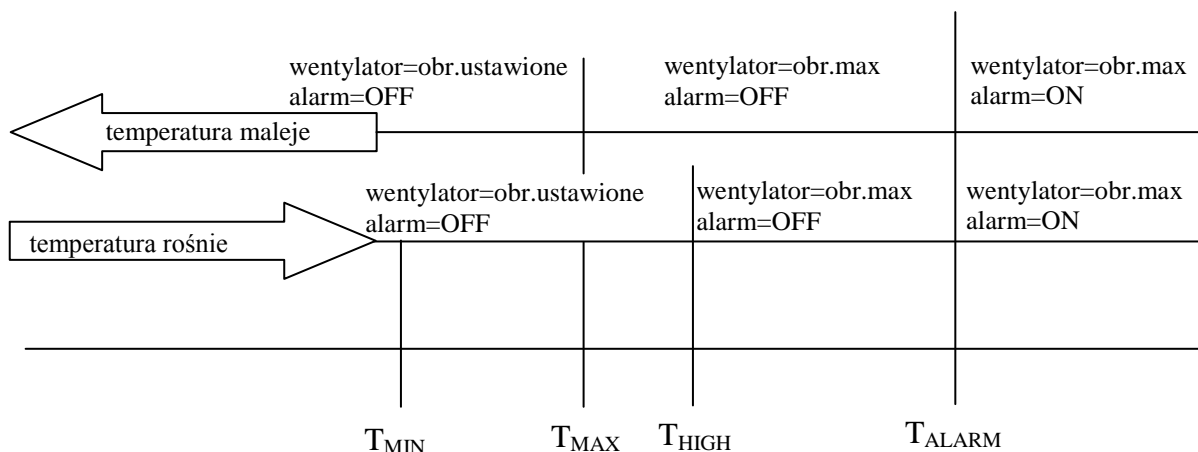 wentylator=obr.ustawione
alarm=OFF
wentylator=obr.max
alarm=OFF
wentylator=obr.max
alarm=ON
temperatura maleje
wentylator=obr.ustawione
alarm=OFF
wentylator=obr.max
alarm=OFF
wentylator=obr.max
alarm=ON
temperatura rośnie
TMIN
TMAX
THIGH
TALARM